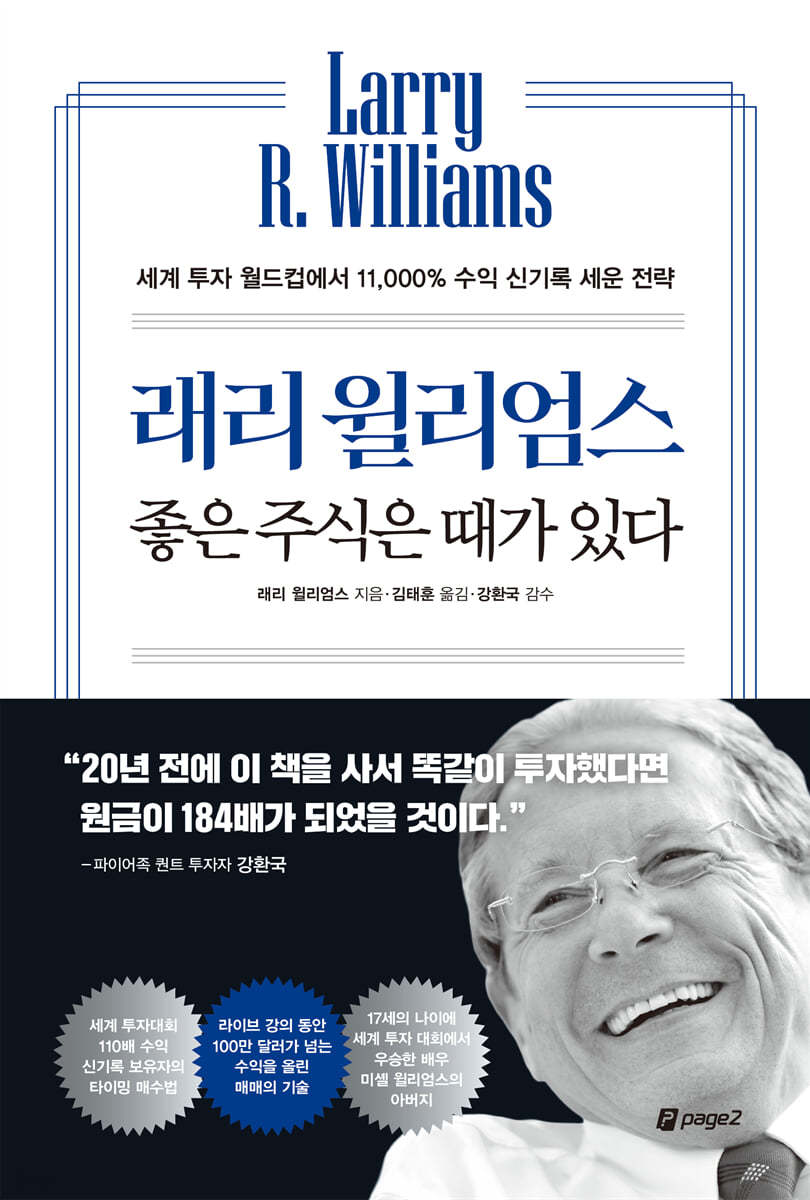 Larry
R. Williams
세계 투자 월드컵에서 11,000% 수익 신기록 세운 전략
래리 윌리엄스
좋은 주식은 때가 있다
래리 윌리엄스 지음·김태훈 옮김·강환국 감수
“20년 전에 이 책을 사서 똑같이 투자했다면
원금이 184배가 되었을 것이다.”
– 파이어족 퀀트 투자자 강환국
세계 투자대회
110배 수익
신기록 보유자의
타이밍 매수법
라이브 강의 동안
100만 달러가 넘는
수익을 올린
매매의 기술
17세의 나이에
세계 투자 대회에서
우승한 배우
미셸 윌리엄스의
아버지
page2